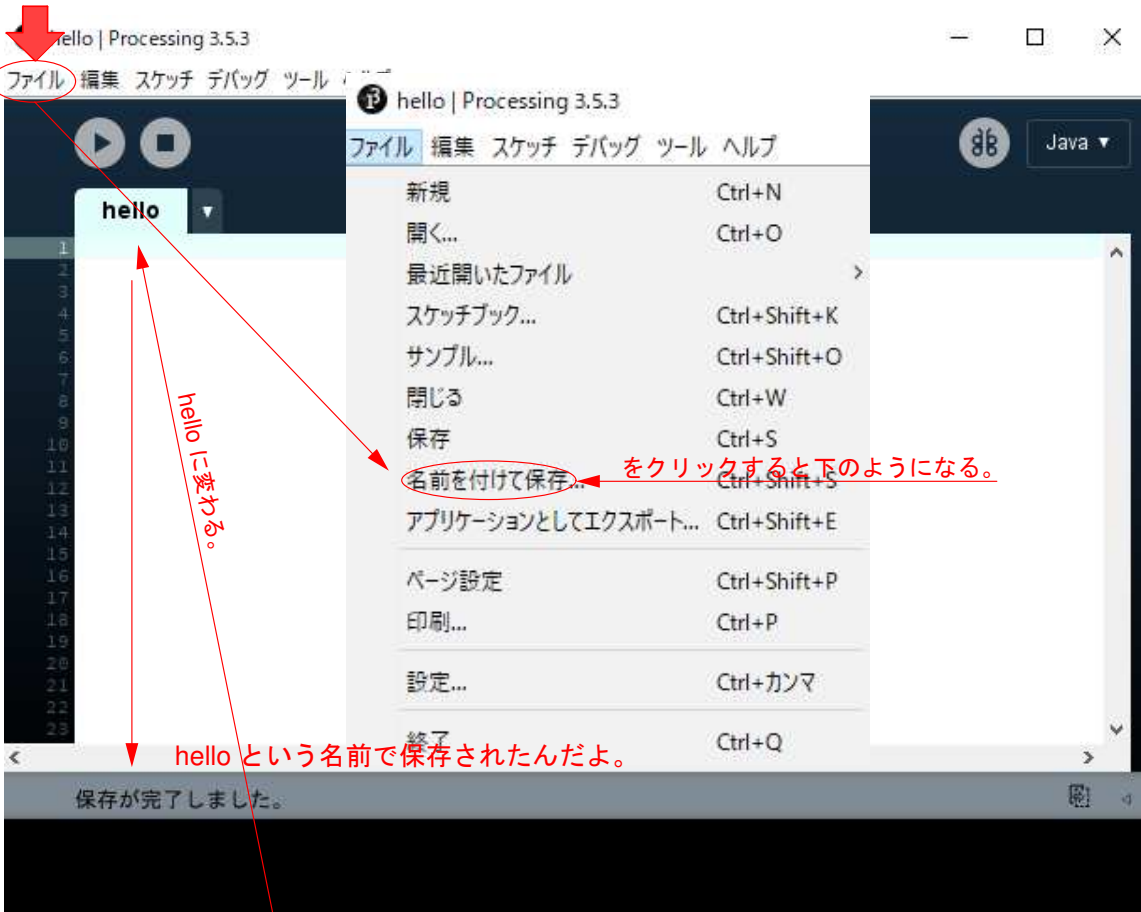 hello | Processing 3.5.3
ファイル 編集 スケッチ デバッグ ツール
hello | Processing 3.5.3
ファイル 編集 スケッチ デバッグ ツール ヘルプ
Java ▼
hello ▼
新規 Ctrl+N
開く... Ctrl+O
最近開いたファイル >
スケッチブック... Ctrl+Shift+K
サンプル... Ctrl+Shift+O
閉じる Ctrl+W
保存 Ctrl+S
名前を付けて保存... Ctrl+Shift+S
をクリックすると下のようになる。
アプリケーションとしてエクスポート... Ctrl+Shift+E
ページ設定 Ctrl+Shift+P
印刷... Ctrl+P
設定... Ctrl+カンマ
終了 Ctrl+Q
1
2
3
4
5
6
7
8
9
10
11
12
13
14
15
16
17
18
19
20
21
22
23
hello に変わる。
hello という名前で保存されたんだよ。
保存が完了しました。